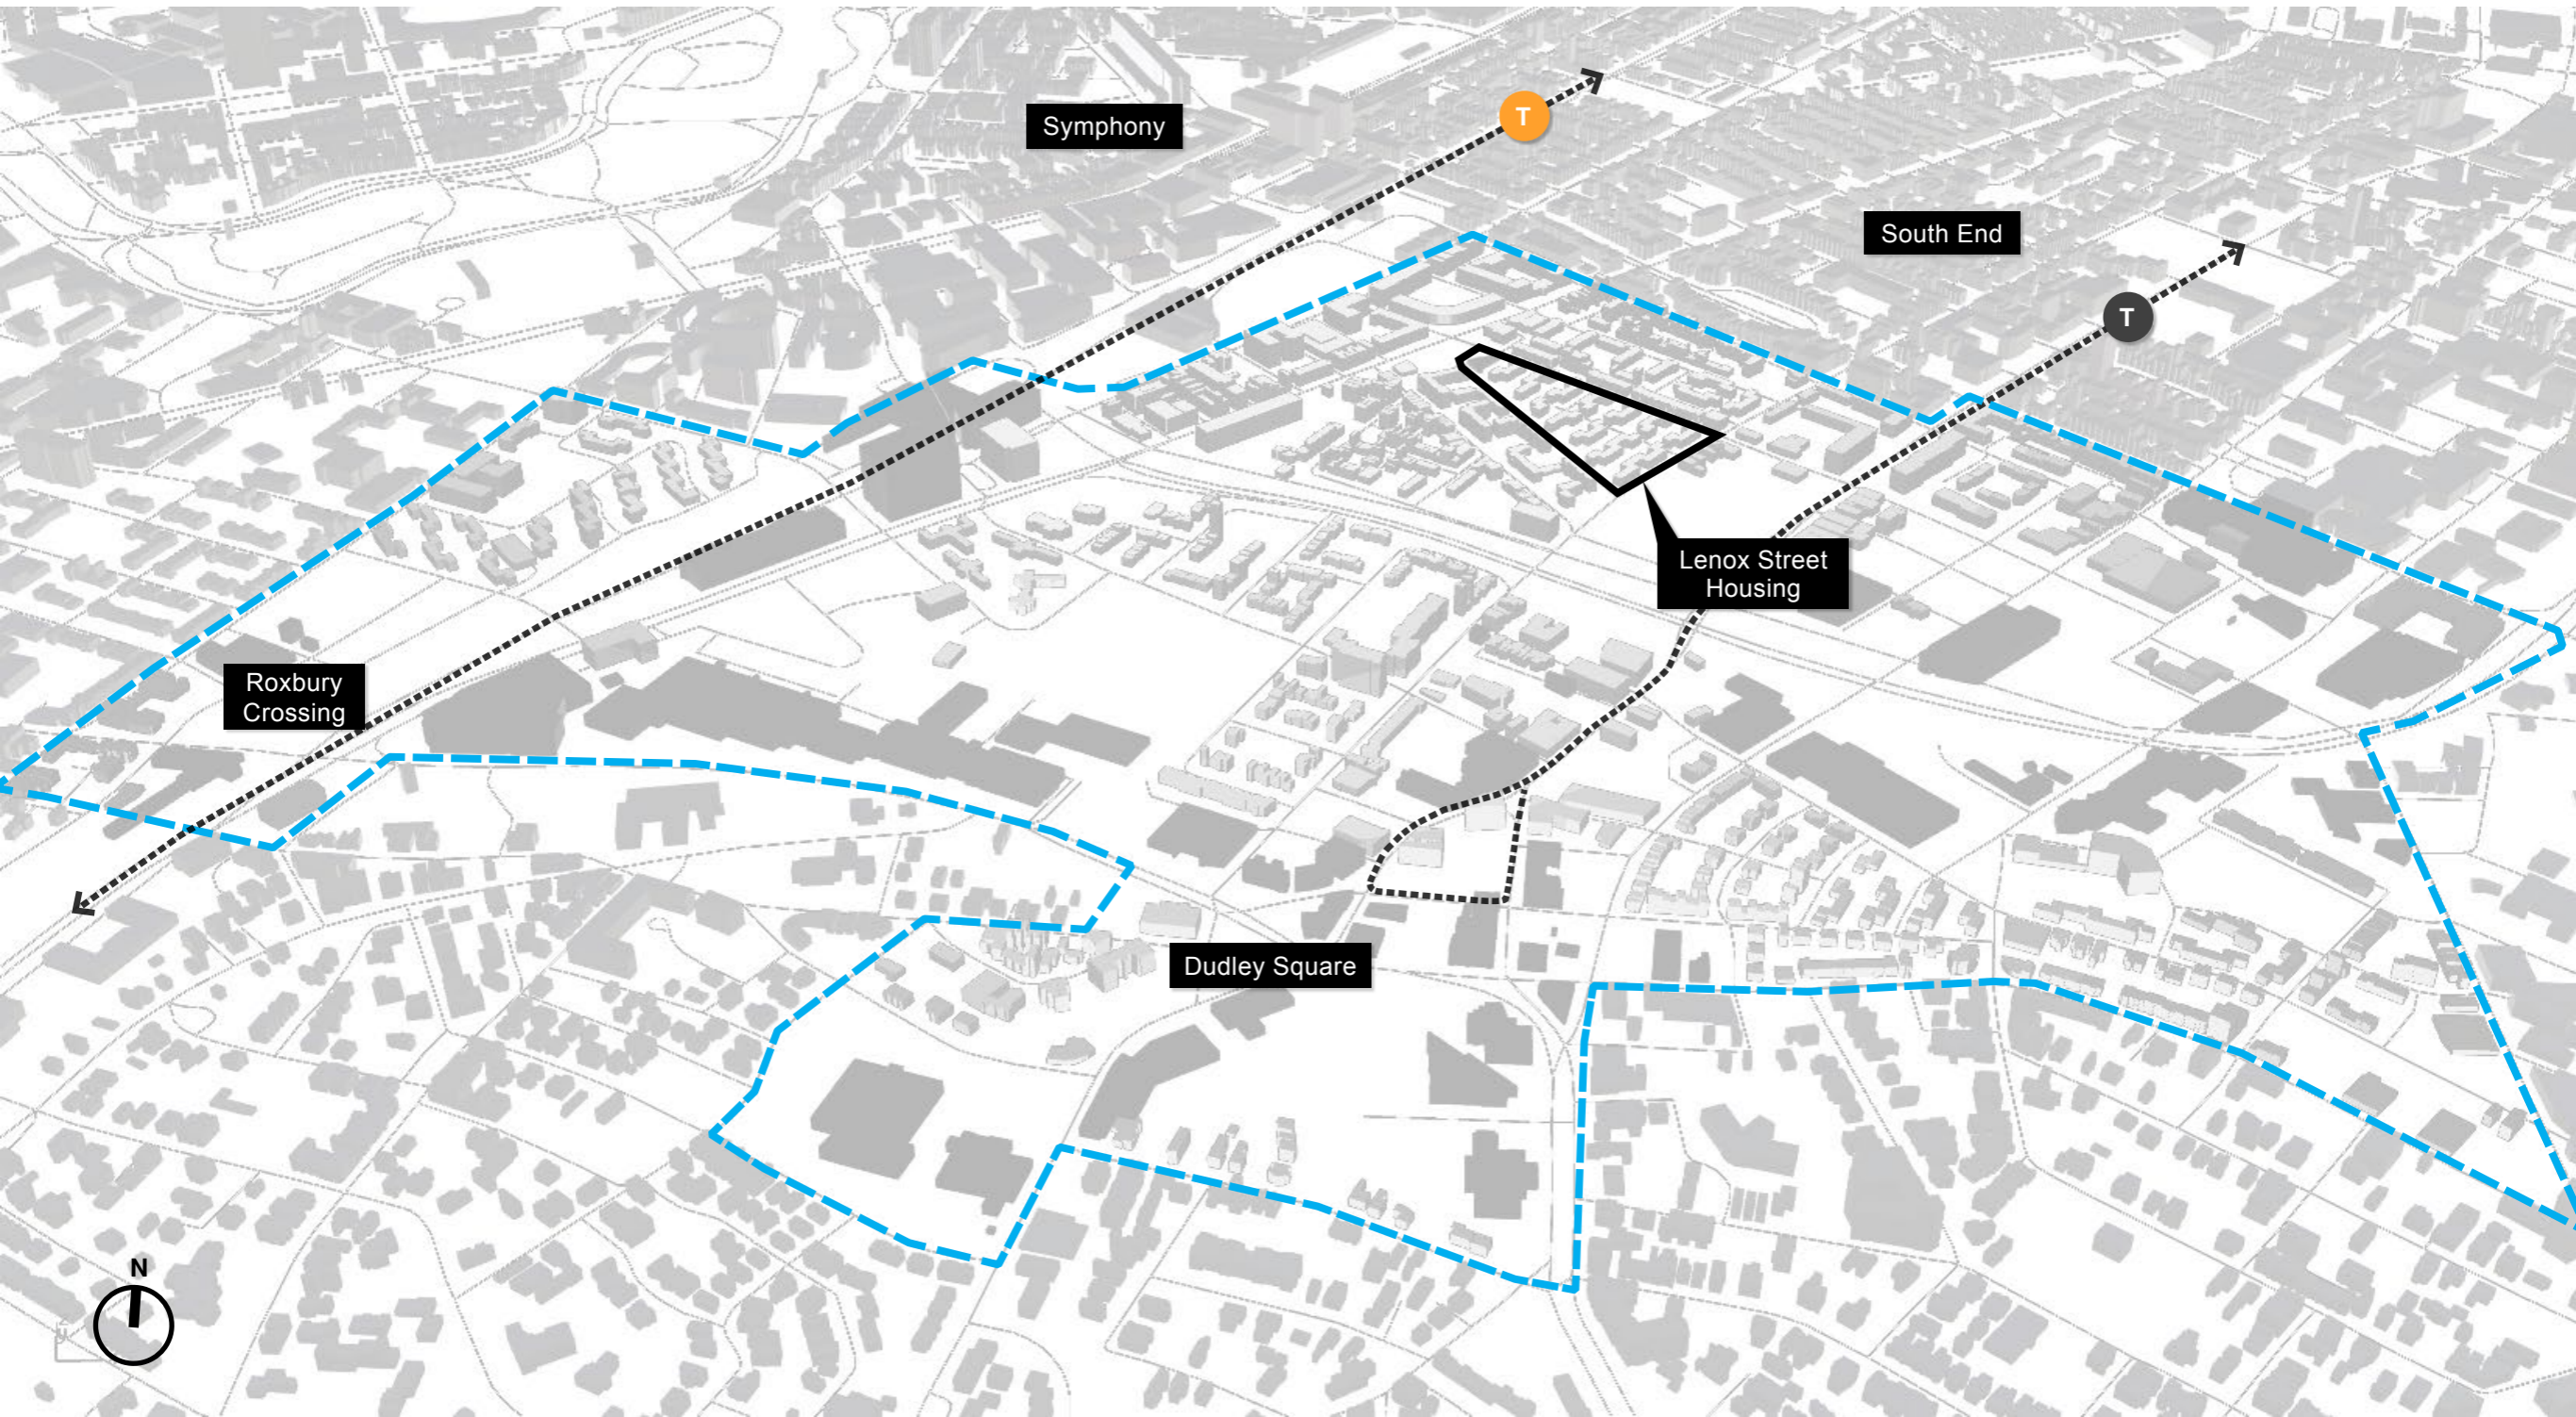 Symphony
T
South End
T
Lenox Street
Housing
Roxbury
Crossing
Dudley Square
N